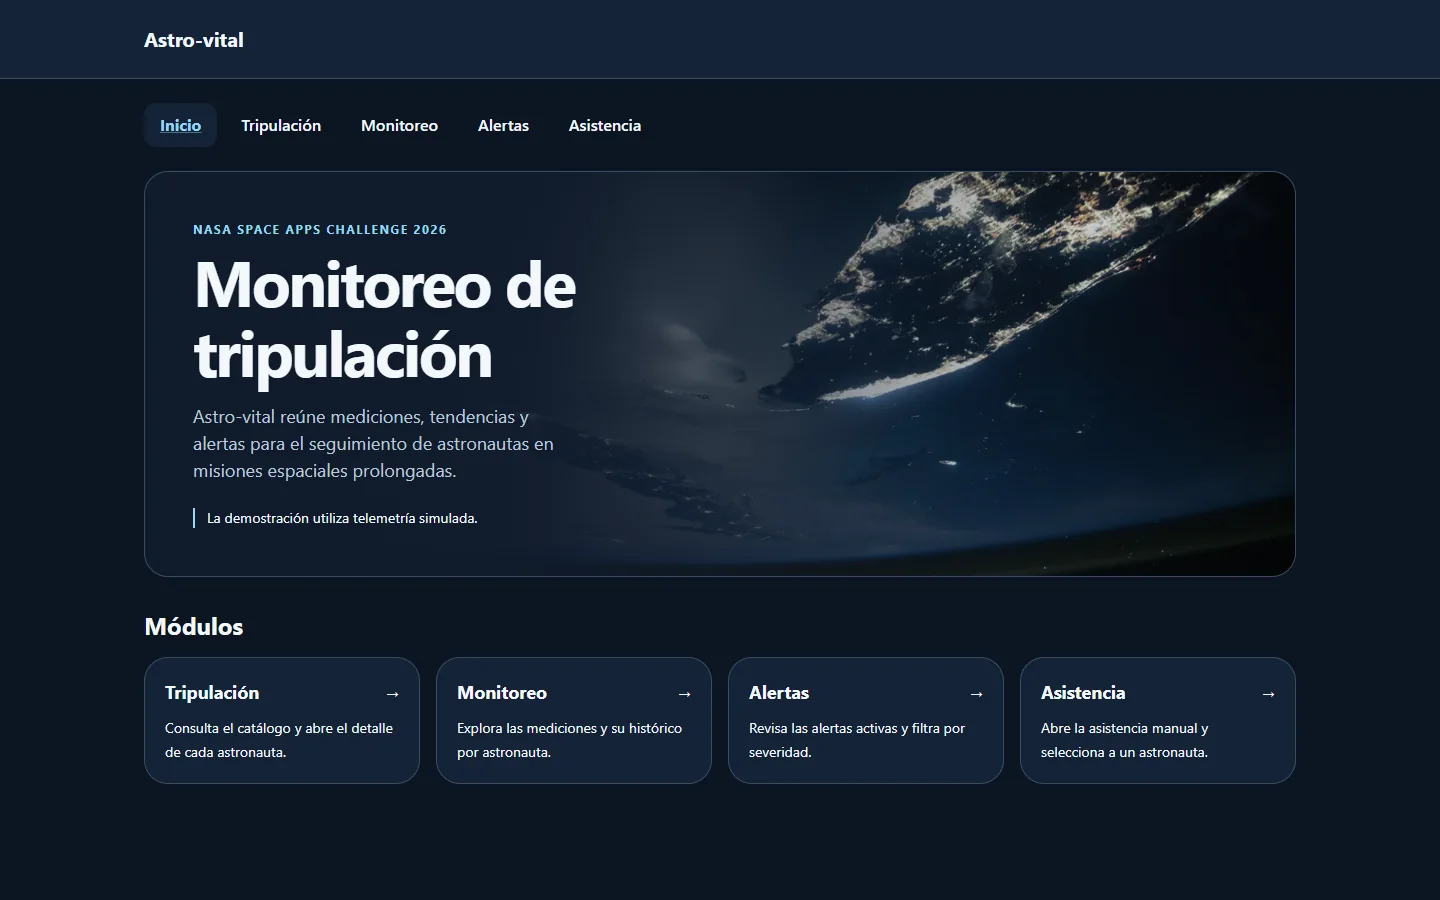 Astro-vital
Inicio Tripulación Monitoreo Alertas Asistencia
NASA SPACE APPS CHALLENGE 2026
Monitoreo de
tripulación
Astro-vital reúne mediciones, tendencias y
alertas para el seguimiento de astronautas en
misiones espaciales prolongadas.
La demostración utiliza telemetría simulada.
Módulos
Tripulación →
Consulta el catálogo y abre el detalle
de cada astronauta.
Monitoreo →
Explora las mediciones y su histórico
por astronauta.
Alertas →
Revisa las alertas activas y filtra por
severidad.
Asistencia →
Abre la asistencia manual y
selecciona a un astronauta.